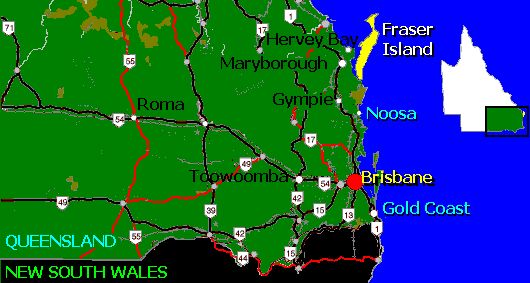 1
71
17
Fraser
Island
Hervey Bay
55
Maryborough
Gympie
Roma
Noosa
54
17
49
Toowoomba
54
Brisbane
49
42
39
15
13
Gold Coast
1
QUEENSLAND
55
42
15
44
NEW SOUTH WALES